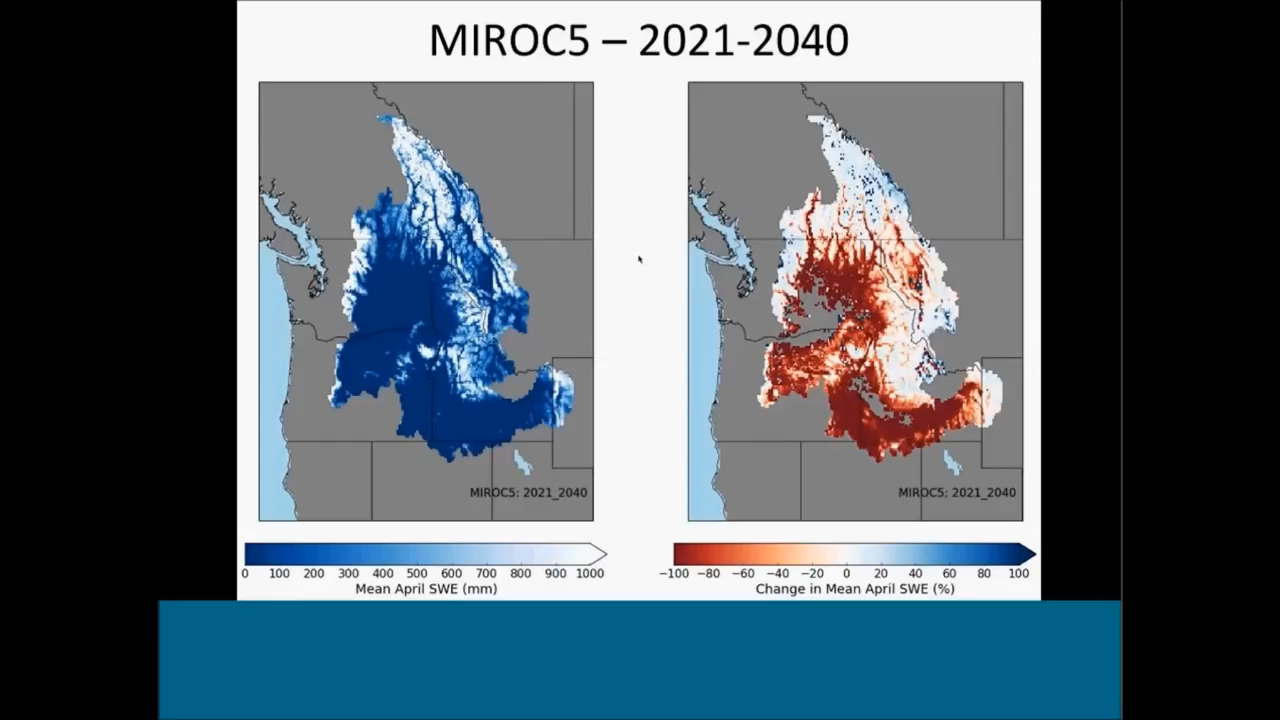 MIROC5 – 2021-2040
MIROC5: 2021_2040
MIROC5: 2021_2040
0 100 200 300 400 500 600 700 800 900 1000
Mean April SWE (mm)
−100 −80 −60 −40 −20 0 20 40 60 80 100
Change in Mean April SWE (%)